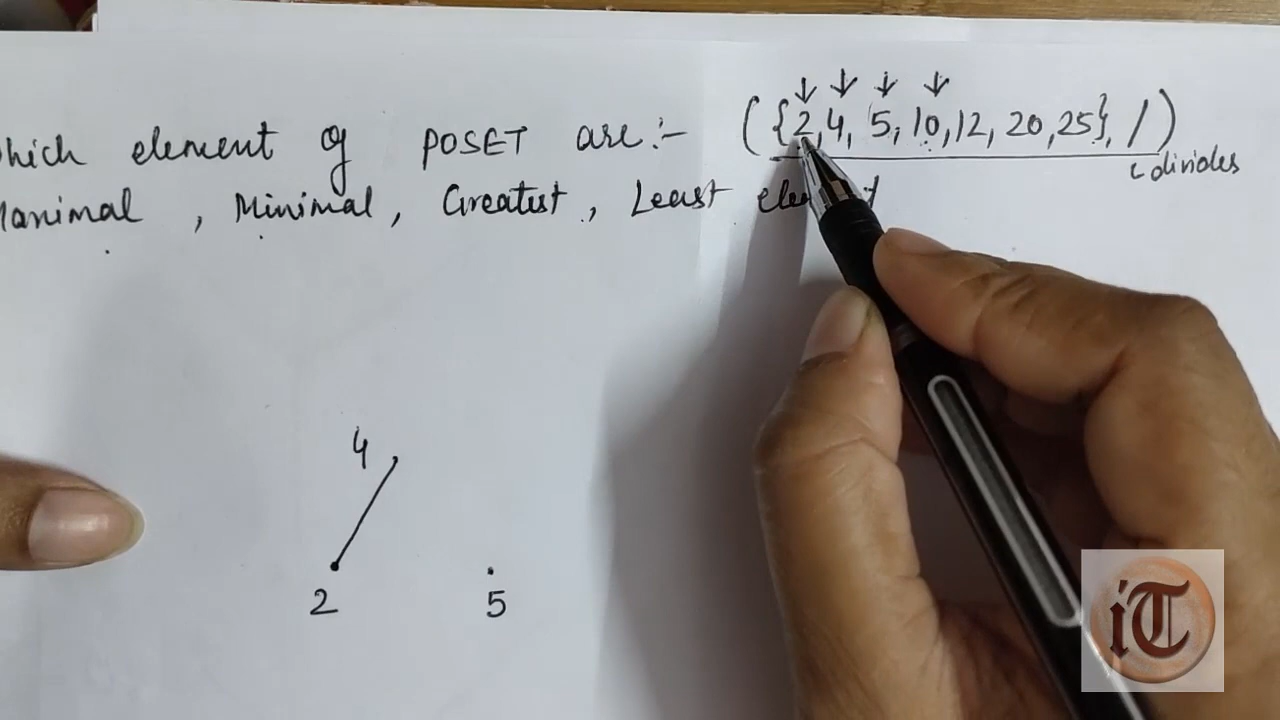 which element of POSET are:- ({2,4, 5, 10,12, 20,25}, /)
divides
Maximal , Minimal, Greatest, Least
4
2 5
iT